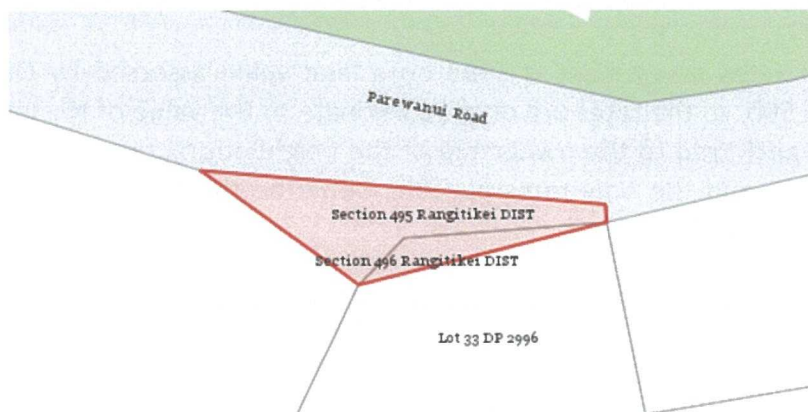 Parewanui Road
Section 495 Rangitikei DIST
Section 496 Rangitikei DIST
Lot 33 DP 2996